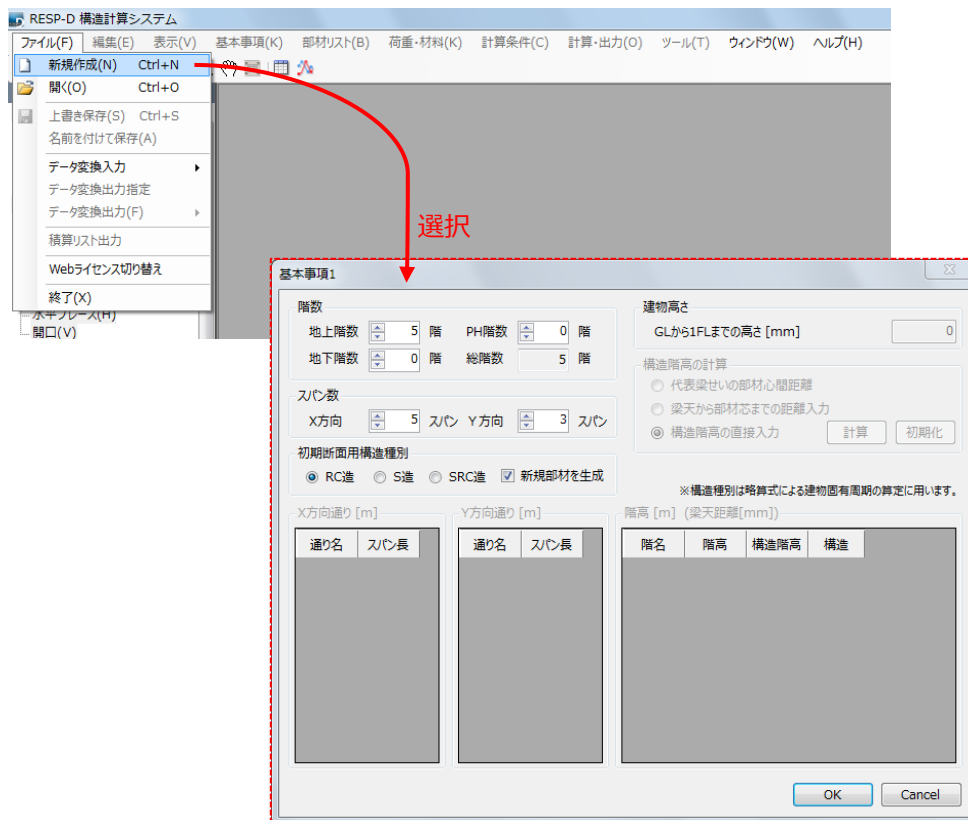 RESP-D 構造計算システム
ファイル(F) 編集(E) 表示(V) 基本事項(K) 部材リスト(B) 荷重・材料(K) 計算条件(C) 計算・出力(O) ツール(T) ウィンドウ(W) ヘルプ(H)
新規作成(N) Ctrl+N
開く(O) Ctrl+O
上書き保存(S) Ctrl+S
名前を付けて保存(A)
データ変換入力
データ変換出力指定
データ変換出力(F)
積算リスト出力
Webライセンス切り替え
終了(X)
水平ブレース(H)
開口(V)
選択
基本事項1
階数
地上階数 5 階 PH階数 0 階
地下階数 0 階 総階数 5 階
スパン数
X方向 5 スパン Y方向 3 スパン
初期断面用構造種別
RC造 S造 SRC造 新規部材を生成
建物高さ
GLから1FLまでの高さ [mm] 0
構造階高の計算
代表梁せいの部材心間距離
梁天から部材芯までの距離入力
構造階高の直接入力 計算 初期化
※構造種別は略算式による建物固有周期の算定に用います。
X方向通り [m] Y方向通り [m] 階高 [m] (梁天距離[mm])
通り名 スパン長 通り名 スパン長 階名 階高 構造階高 構造
OK Cancel